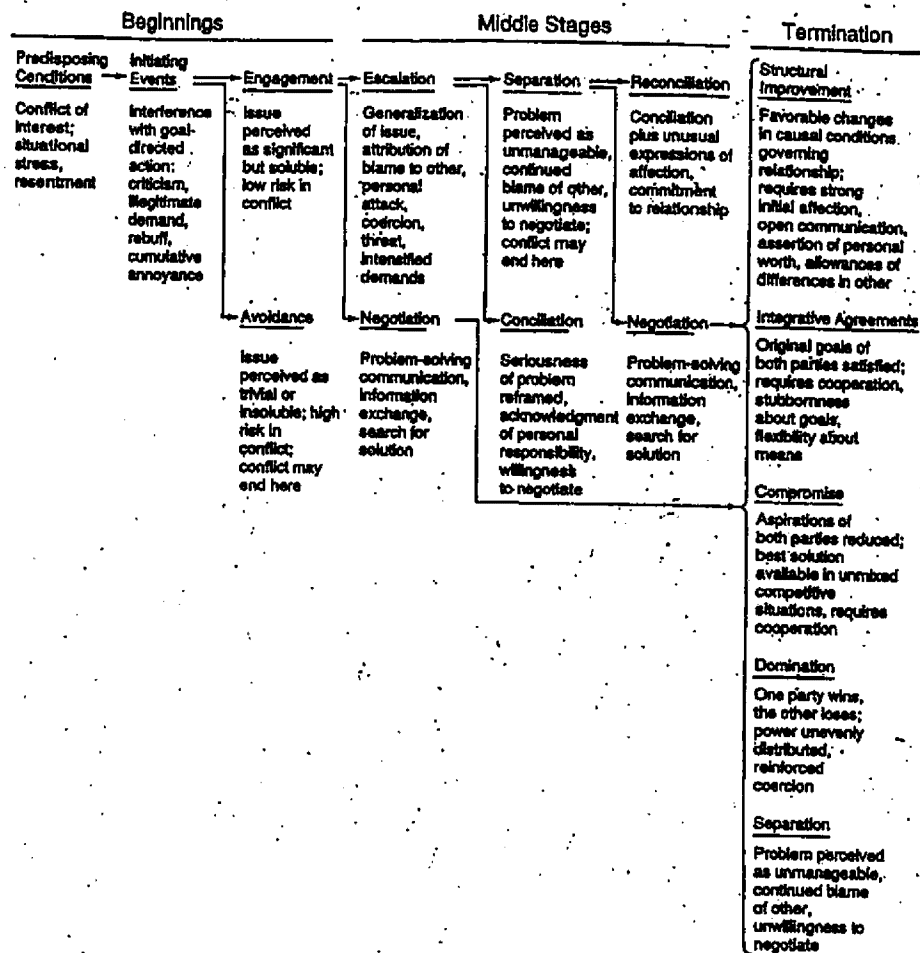 Beginnings
Middle Stages
Termination
Predisposing
Conditions
Conflict of
interest;
situational
stress,
resentment
Initiating
Events
Interference
with goal-
directed
action:
criticism,
illegitimate
demand,
rebuff,
cumulative
annoyance
Engagement
Issue
perceived
as significant
but soluble;
low risk in
conflict
Avoidance
Issue
perceived as
trivial or
insoluble; high
risk in
conflict;
conflict may
end here
Escalation
Generalization
of issue,
attribution of
blame to other,
personal
attack,
coercion,
threat,
intensified
demands
Negotiation
Problem-solving
communication,
information
exchange,
search for
solution
Separation
Problem
perceived as
unmanageable,
continued
blame of other,
unwillingness
to negotiate;
conflict may
end here
Conciliation
Seriousness
of problem
reframed,
acknowledgment
of personal
responsibility,
willingness
to negotiate
Reconciliation
Conciliation
plus unusual
expressions of
affection,
commitment
to relationship
Negotiation
Problem-solving
communication,
information
exchange,
search for
solution
Structural
Improvement
Favorable changes
in causal conditions
governing
relationship;
requires strong
initial affection,
open communication,
assertion of personal
worth, allowances of
differences in other
Integrative Agreements
Original goals of
both parties satisfied;
requires cooperation,
stubbornness
about goals,
flexibility about
means
Compromise
Aspirations of
both parties reduced;
best solution
available in unmixed
competitive
situations, requires
cooperation
Domination
One party wins,
the other loses;
power unevenly
distributed,
reinforced
coercion
Separation
Problem perceived
as unmanageable,
continued blame
of other,
unwillingness to
negotiate